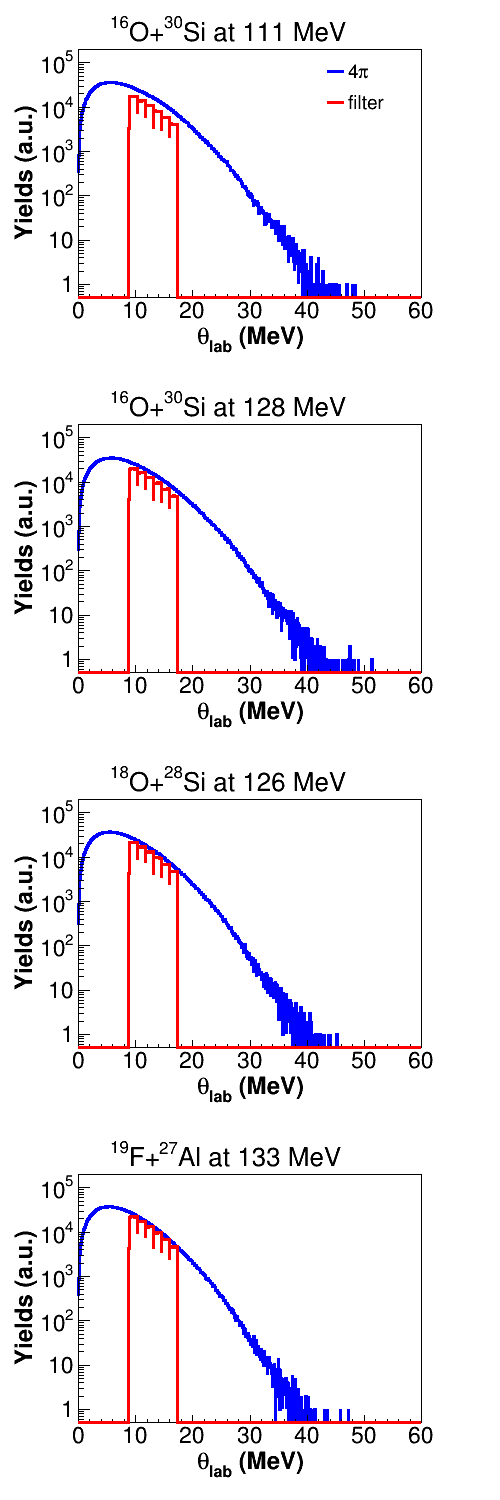 ¹⁶O+³⁰Si at 111 MeV
4π
filter
Yields (a.u.)
10⁵
10⁴
10³
10²
10
1
0 10 20 30 40 50 60
θlab (MeV)
¹⁶O+³⁰Si at 128 MeV
Yields (a.u.)
10⁵
10⁴
10³
10²
10
1
0 10 20 30 40 50 60
θlab (MeV)
¹⁸O+²⁸Si at 126 MeV
Yields (a.u.)
10⁵
10⁴
10³
10²
10
1
0 10 20 30 40 50 60
θlab (MeV)
¹⁹F+²⁷Al at 133 MeV
Yields (a.u.)
10⁵
10⁴
10³
10²
10
1
0 10 20 30 40 50 60
θlab (MeV)